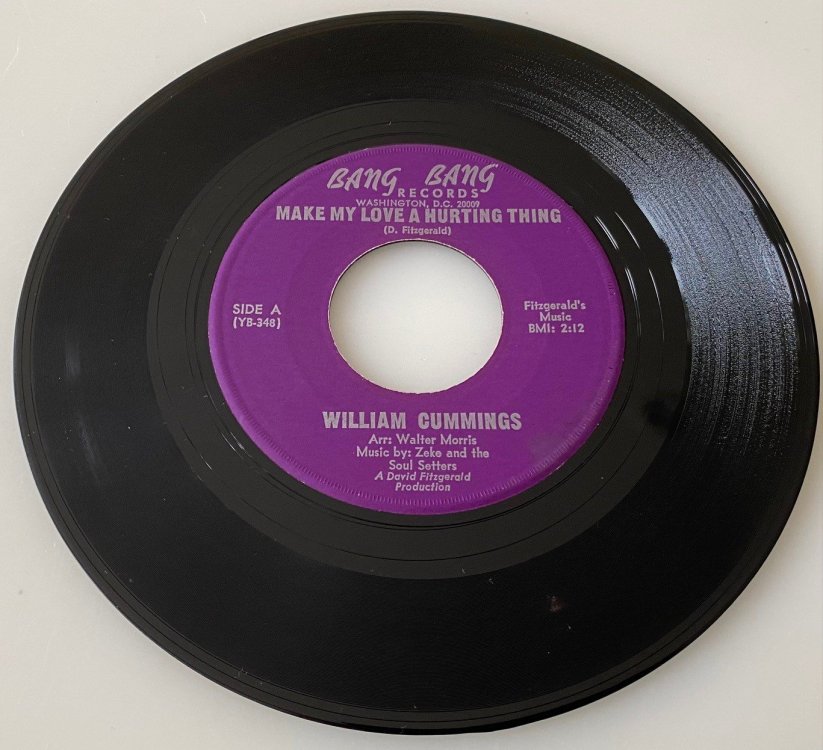 BANG BANG
RECORDS
WASHINGTON, D.C. 20009
MAKE MY LOVE A HURTING THING
(D. Fitzgerald)
SIDE A
(YB-348)
Fitzgerald's
Music
BMI: 2:12
WILLIAM CUMMINGS
Arr: Walter Morris
Music by: Zeke and the
Soul Setters
A David Fitzgerald
Production